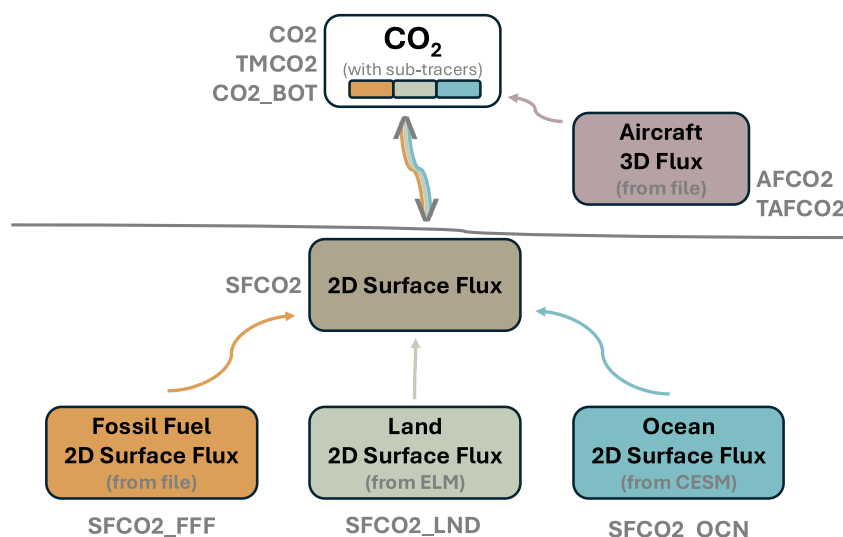 CO2
TMCO2
CO2_BOT
CO₂
(with sub-tracers)
Aircraft
3D Flux
(from file)
AFCO2
TAFCO2
SFCO2
2D Surface Flux
Fossil Fuel
2D Surface Flux
(from file)
Land
2D Surface Flux
(from ELM)
Ocean
2D Surface Flux
(from CESM)
SFCO2_FFF
SFCO2_LND
SFCO2_OCN